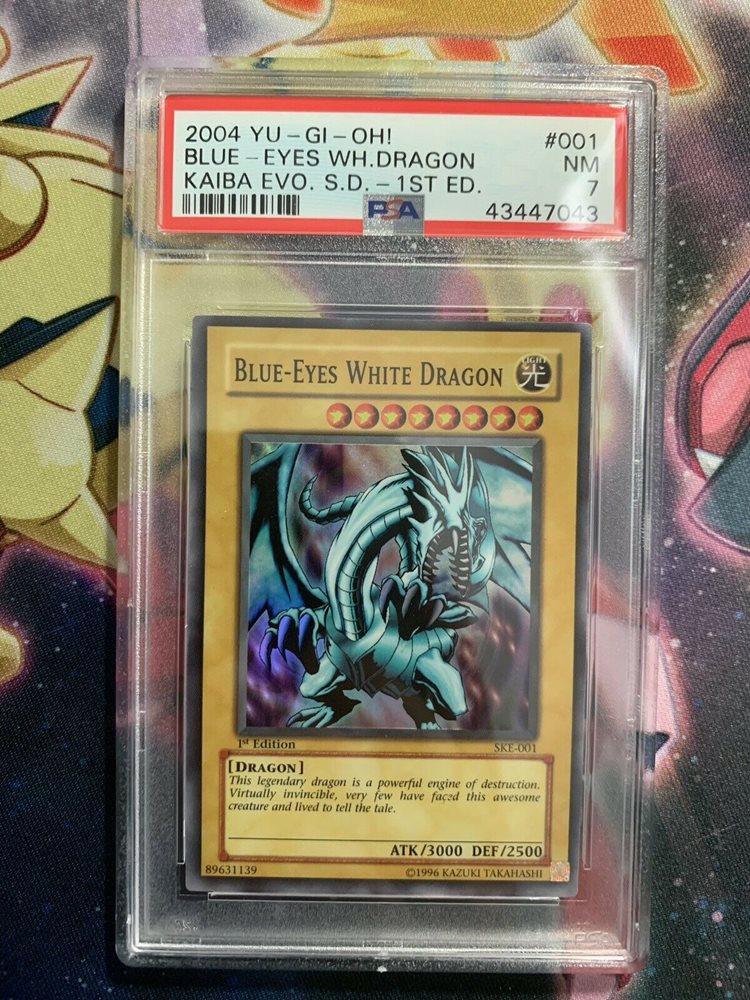 2004 YU-GI-OH! #001
BLUE-EYES WH.DRAGON NM
KAIBA EVO. S.D.-1ST ED. 7
PSA 43447043
BLUE-EYES WHITE DRAGON
LIGHT
光
1st Edition SKE-001
[DRAGON]
This legendary dragon is a powerful engine of destruction.
Virtually invincible, very few have faced this awesome
creature and lived to tell the tale.
ATK/3000 DEF/2500
89631139 ©1996 KAZUKI TAKAHASHI
PSA